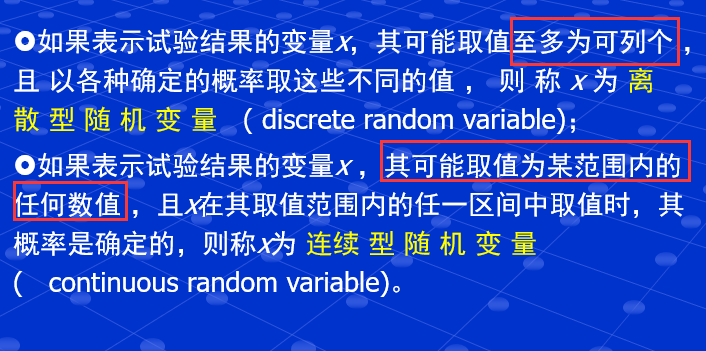 ●如果表示试验结果的变量x，其可能取值至多为可列个，
且 以各种确定的概率取这些不同的值 ， 则 称 x 为 离
散 型 随 机 变 量 （ discrete random variable）；
●如果表示试验结果的变量x ，其可能取值为某范围内的
任何数值 ，且x在其取值范围内的任一区间中取值时，其
概率是确定的，则称x为 连续 型 随 机 变 量
( continuous random variable)。